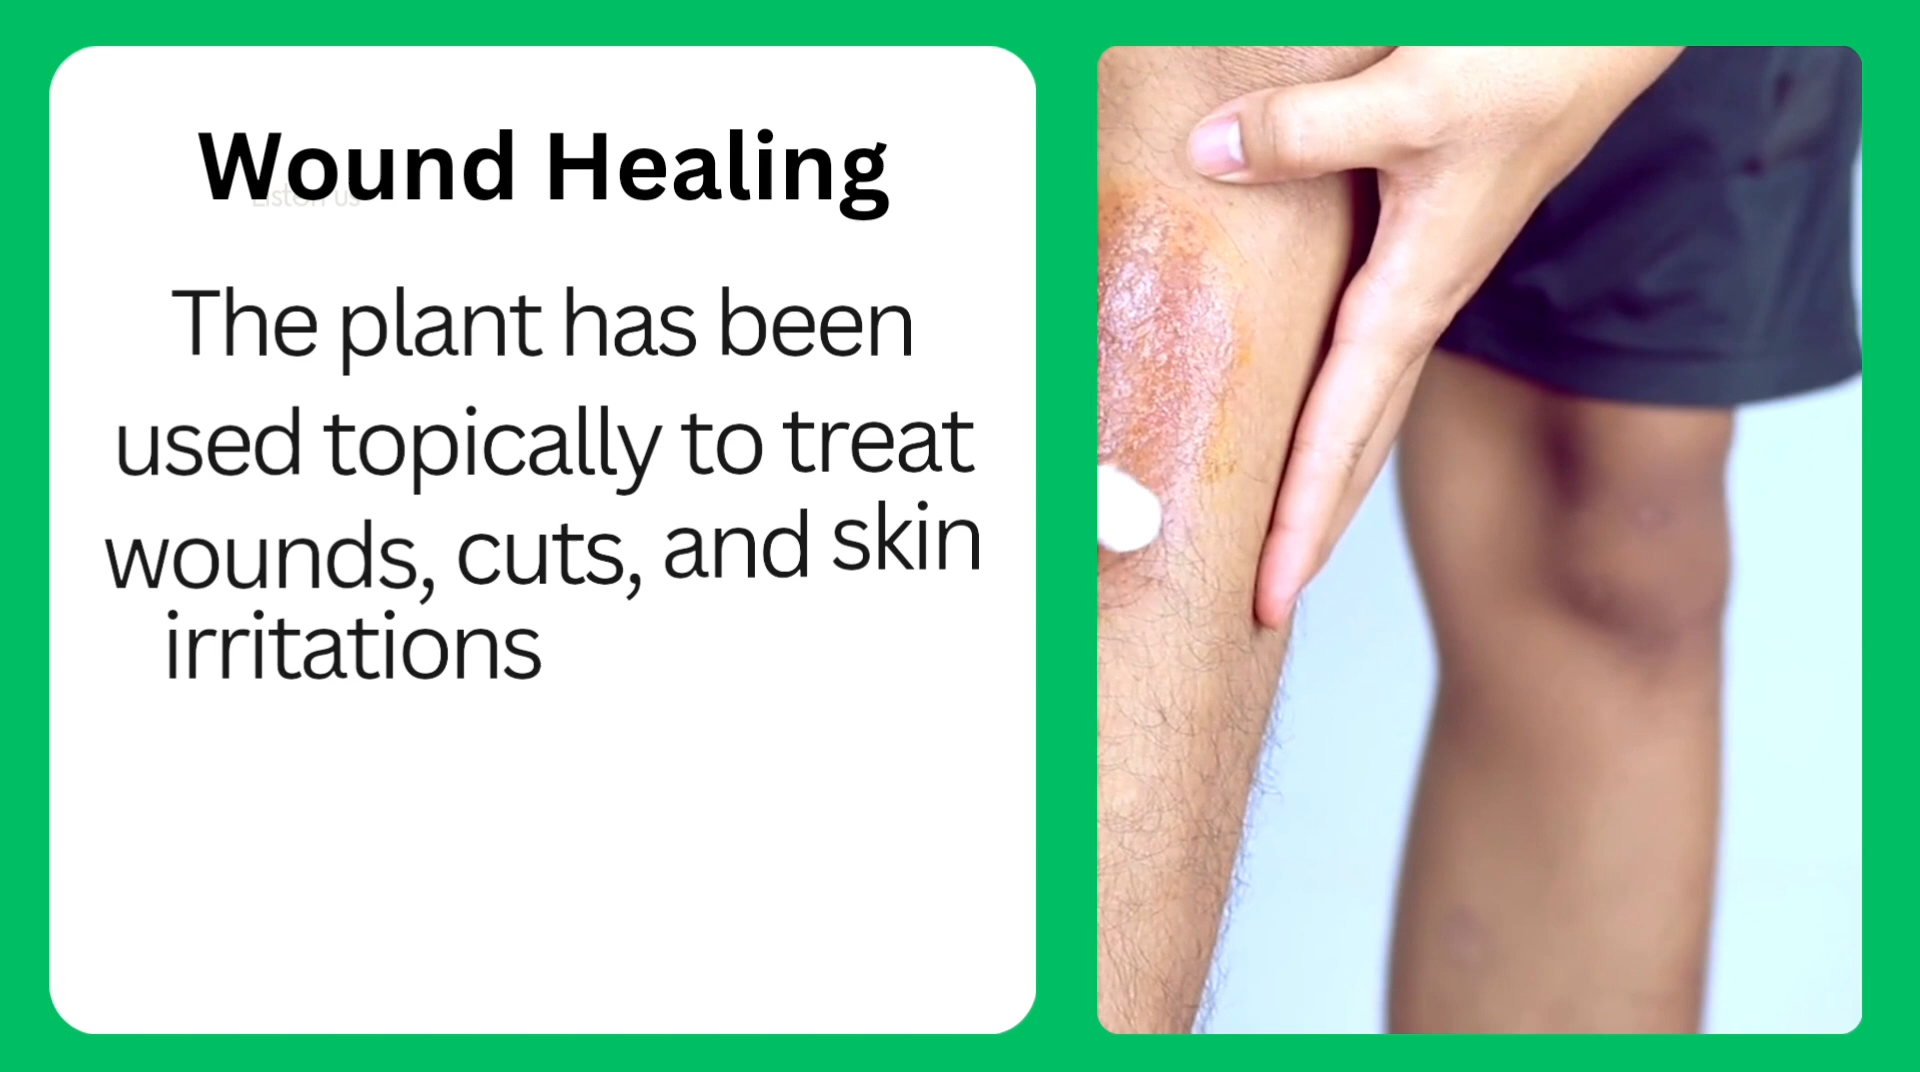 Wound Healing
The plant has been
used topically to treat
wounds, cuts, and skin
irritations